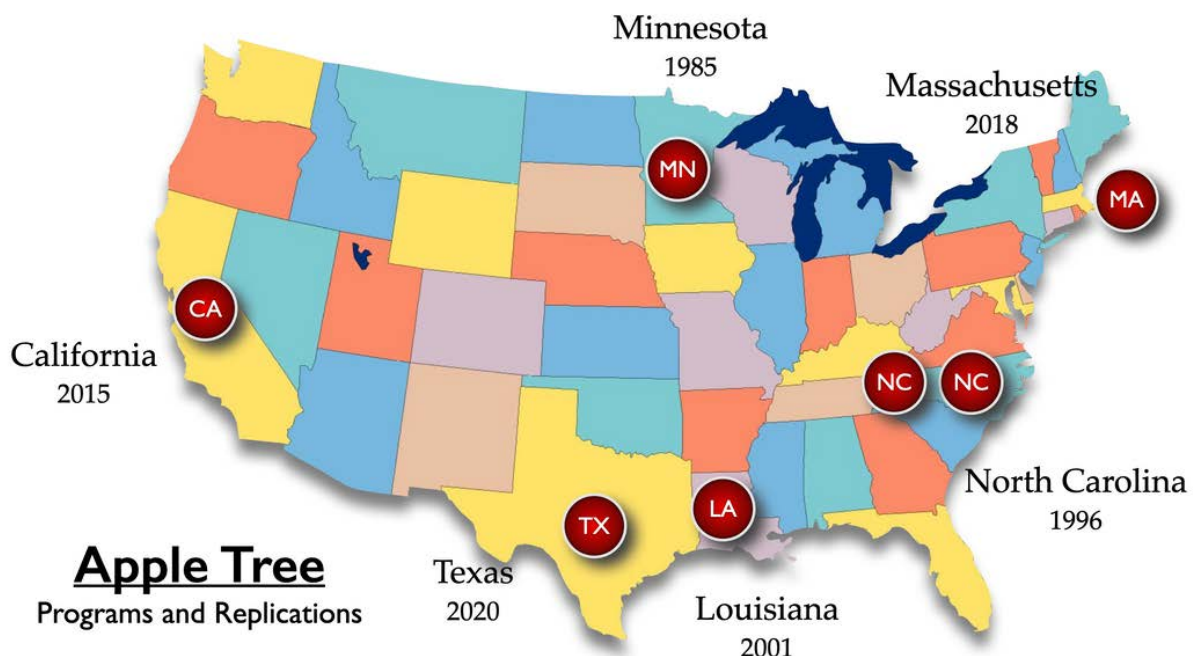 Minnesota
1985
Massachusetts
2018
MN
MA
CA
California
2015
NC NC
North Carolina
1996
LA
TX
Apple Tree
Programs and Replications
Texas
2020
Louisiana
2001